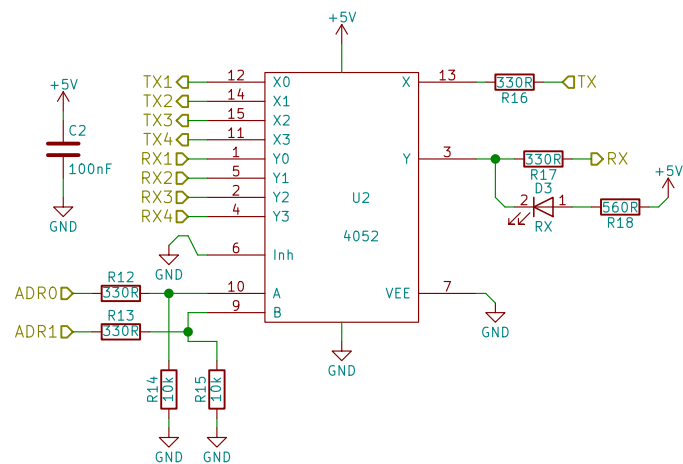 +5V
+5V
C2
100nF
GND
TX1 12 X0
TX2 14 X1
TX3 15 X2
TX4 11 X3
RX1 1 Y0
RX2 5 Y1
RX3 2 Y2
RX4 4 Y3
GND 6 Inh
U2
4052
X 13 330R TX
R16
Y 3 330R RX
R17
D3
2 1
RX
560R
R18
+5V
VEE 7
GND
R12
ADR0 330R 10 A
9 B
R13
ADR1 330R
GND
R14 10k
R15 10k
GND
GND